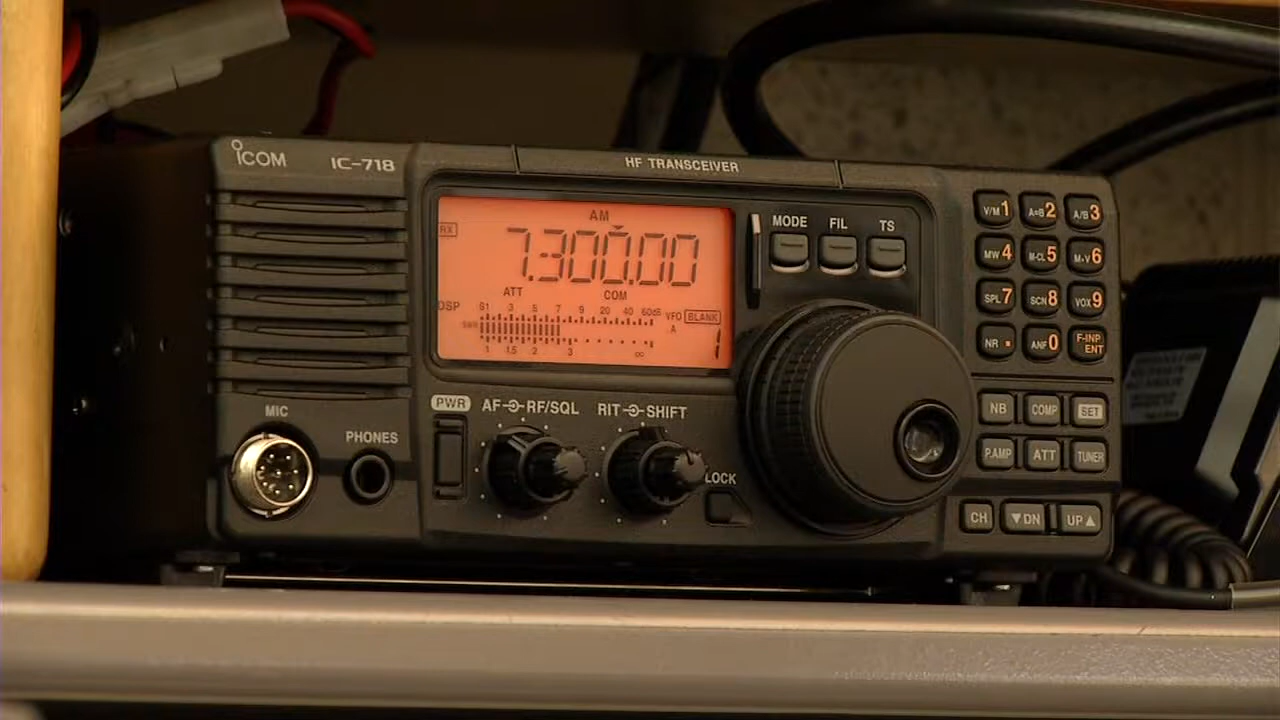 ICOM IC-718 HF TRANSCEIVER
AM
RX 7.300.00
ATT COM
DSP S1 3 5 7 9 20 40 60dB VFO BLANK
SWR A 1
1 1.5 2 3 ∞
MODE FIL TS
V/M 1 A=B 2 A/B 3
MW 4 M-CL 5 M▸V 6
SPL 7 SCN 8 VOX 9
NR . ANF 0 F-INP ENT
MIC PHONES
PWR AF RF/SQL RIT SHIFT
LOCK
NB COMP SET
P.AMP ATT TUNER
CH ▼DN UP▲